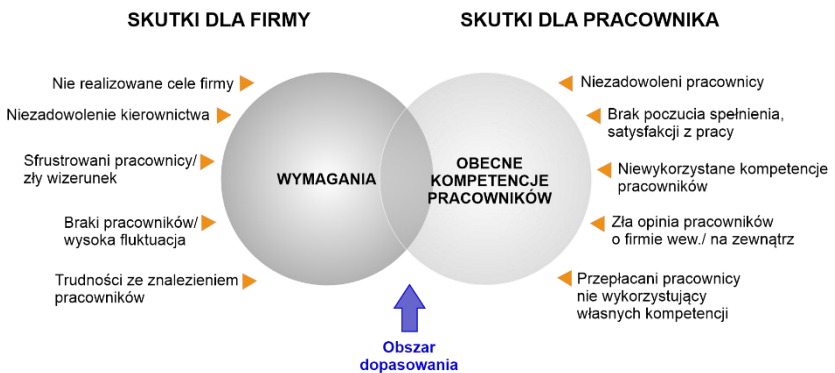 SKUTKI DLA FIRMY
Nie realizowane cele firmy
Niezadowolenie kierownictwa
Sfrustrowani pracownicy/
zły wizerunek
Braki pracowników/
wysoka fluktuacja
Trudności ze znalezieniem
pracowników
WYMAGANIA
OBECNE
KOMPETENCJE
PRACOWNIKÓW
SKUTKI DLA PRACOWNIKA
Niezadowoleni pracownicy
Brak poczucia spełnienia,
satysfakcji z pracy
Niewykorzystane kompetencje
pracowników
Zła opinia pracowników
o firmie wew./ na zewnątrz
Przepłacani pracownicy
nie wykorzystujący
własnych kompetencji
Obszar
dopasowania